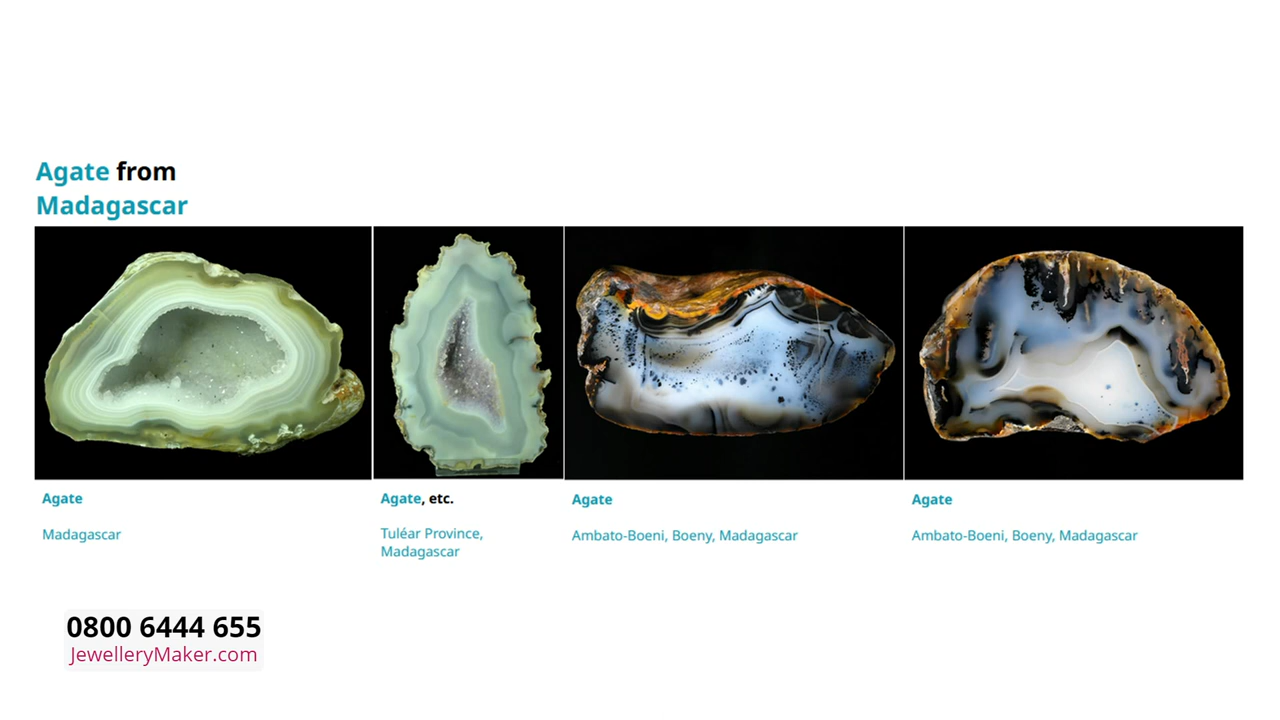 Agate from
Madagascar
Agate
Madagascar
Agate, etc.
Tuléar Province,
Madagascar
Agate
Ambato-Boeni, Boeny, Madagascar
Agate
Ambato-Boeni, Boeny, Madagascar
0800 6444 655
JewelleryMaker.com